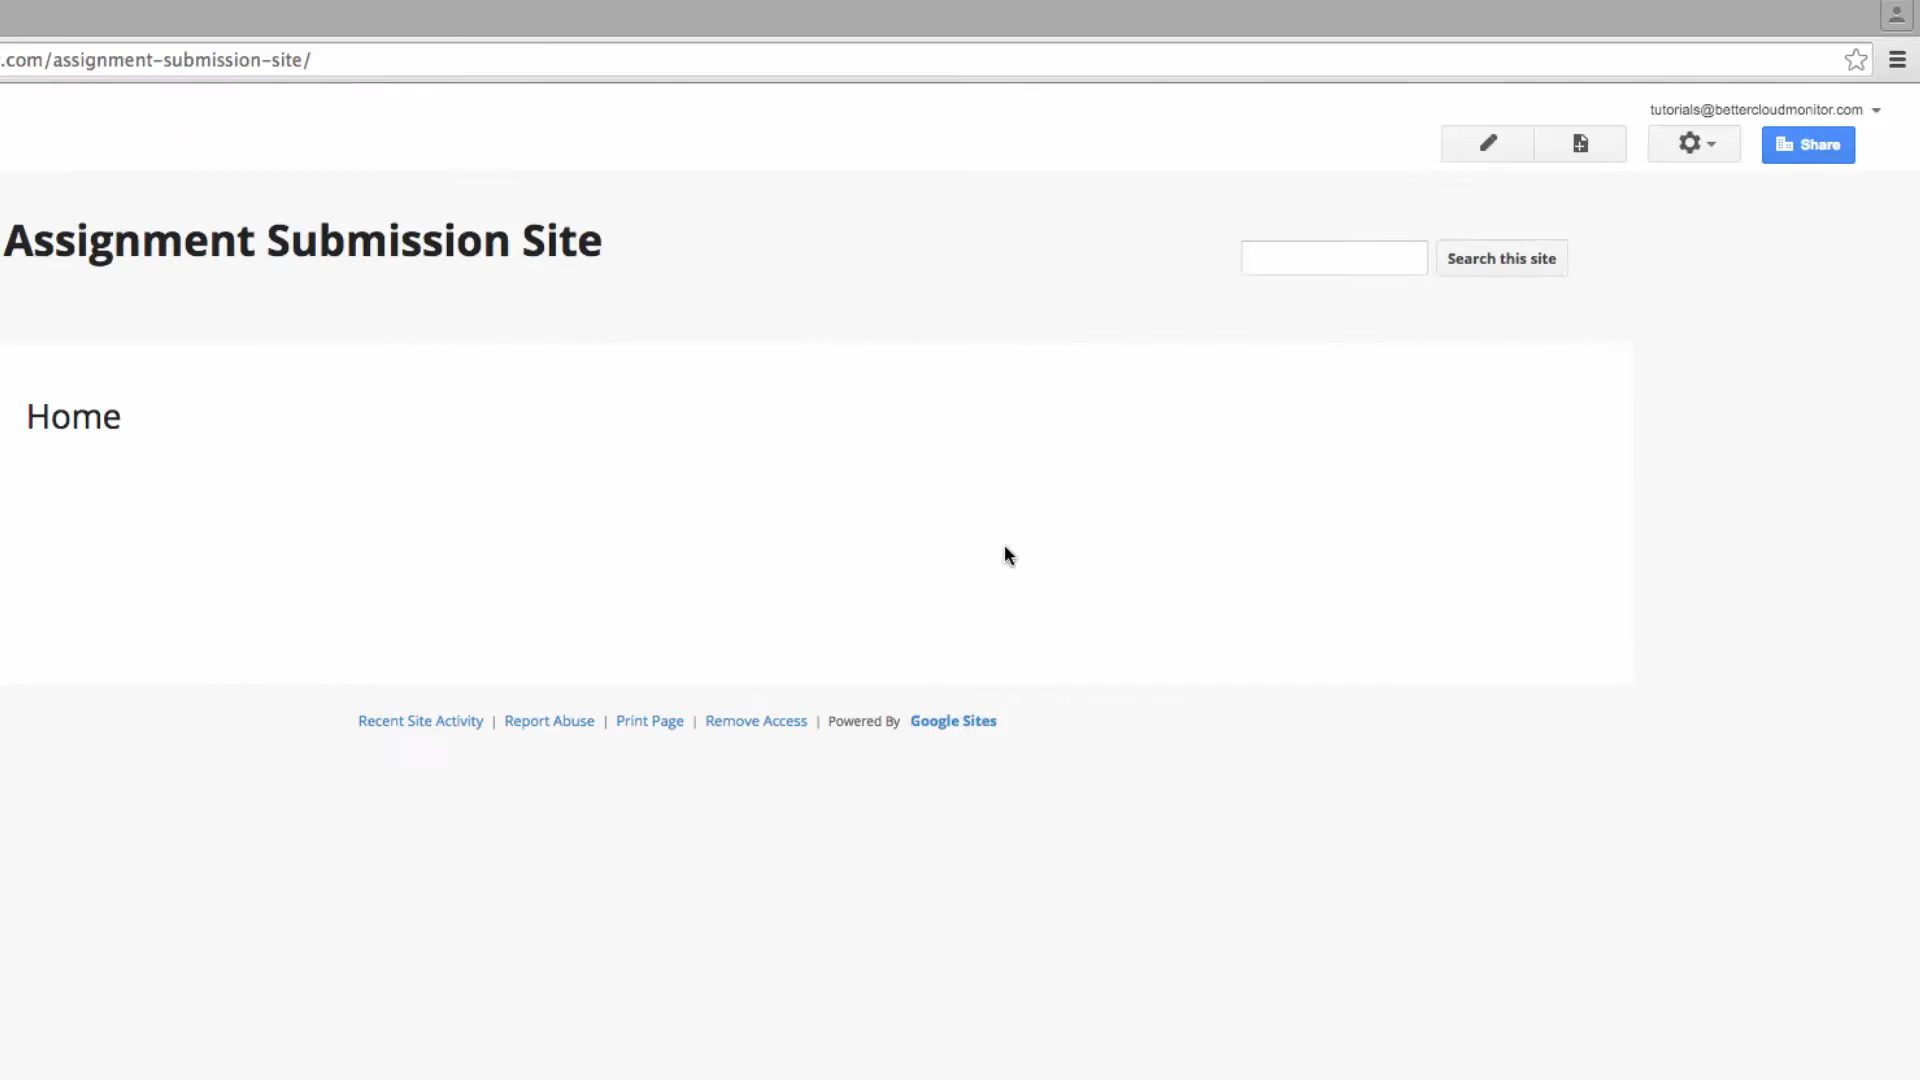 .com/assignment-submission-site/
tutorials@bettercloudmonitor.com
Share
Assignment Submission Site
Search this site
Home
Recent Site Activity | Report Abuse | Print Page | Remove Access | Powered By Google Sites